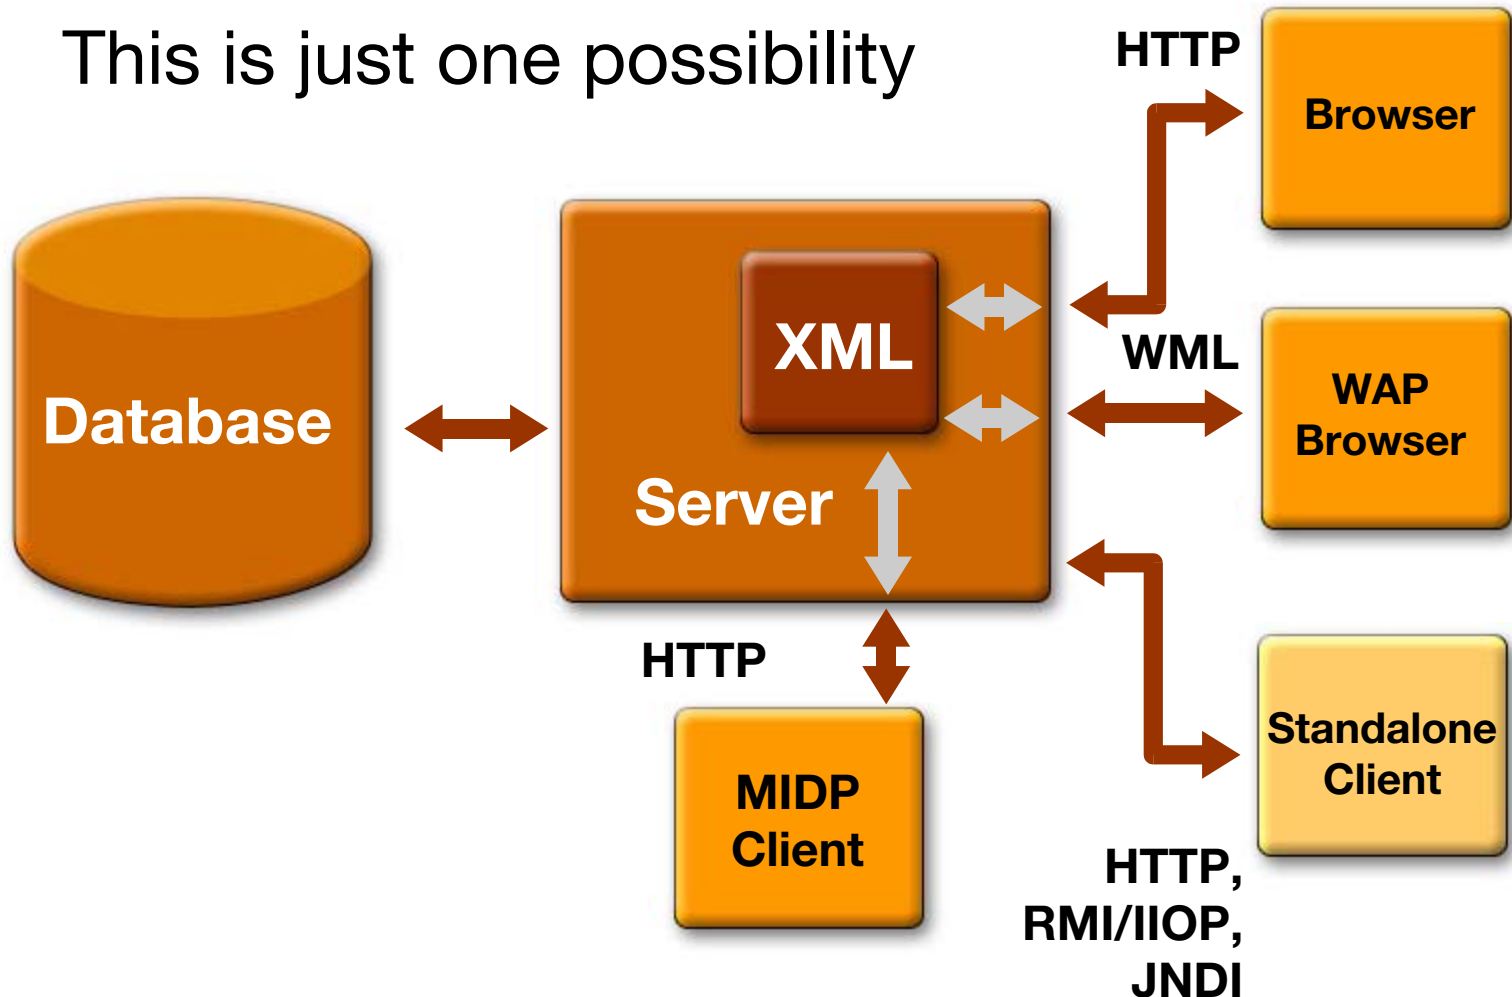 This is just one possibility
HTTP
Browser
Database
XML
Server
WML
WAP
Browser
HTTP
MIDP
Client
Standalone
Client
HTTP,
RMI/IIOP,
JNDI